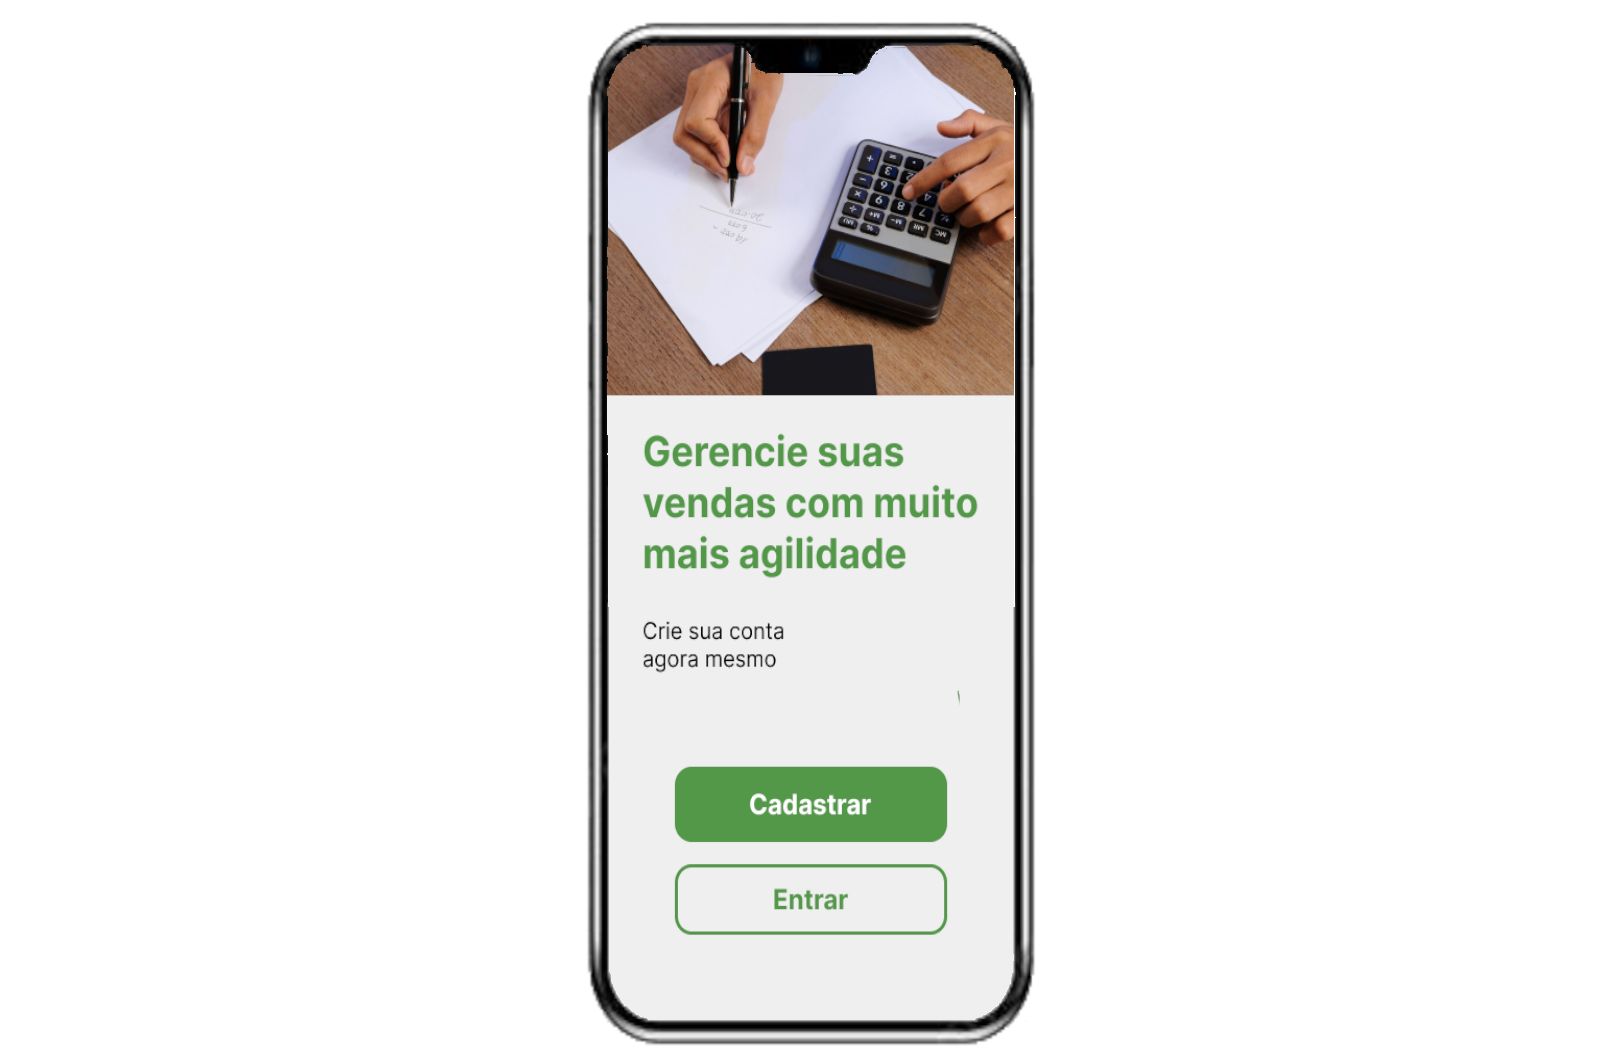 Gerencie suas
vendas com muito
mais agilidade
Crie sua conta
agora mesmo
Cadastrar
Entrar